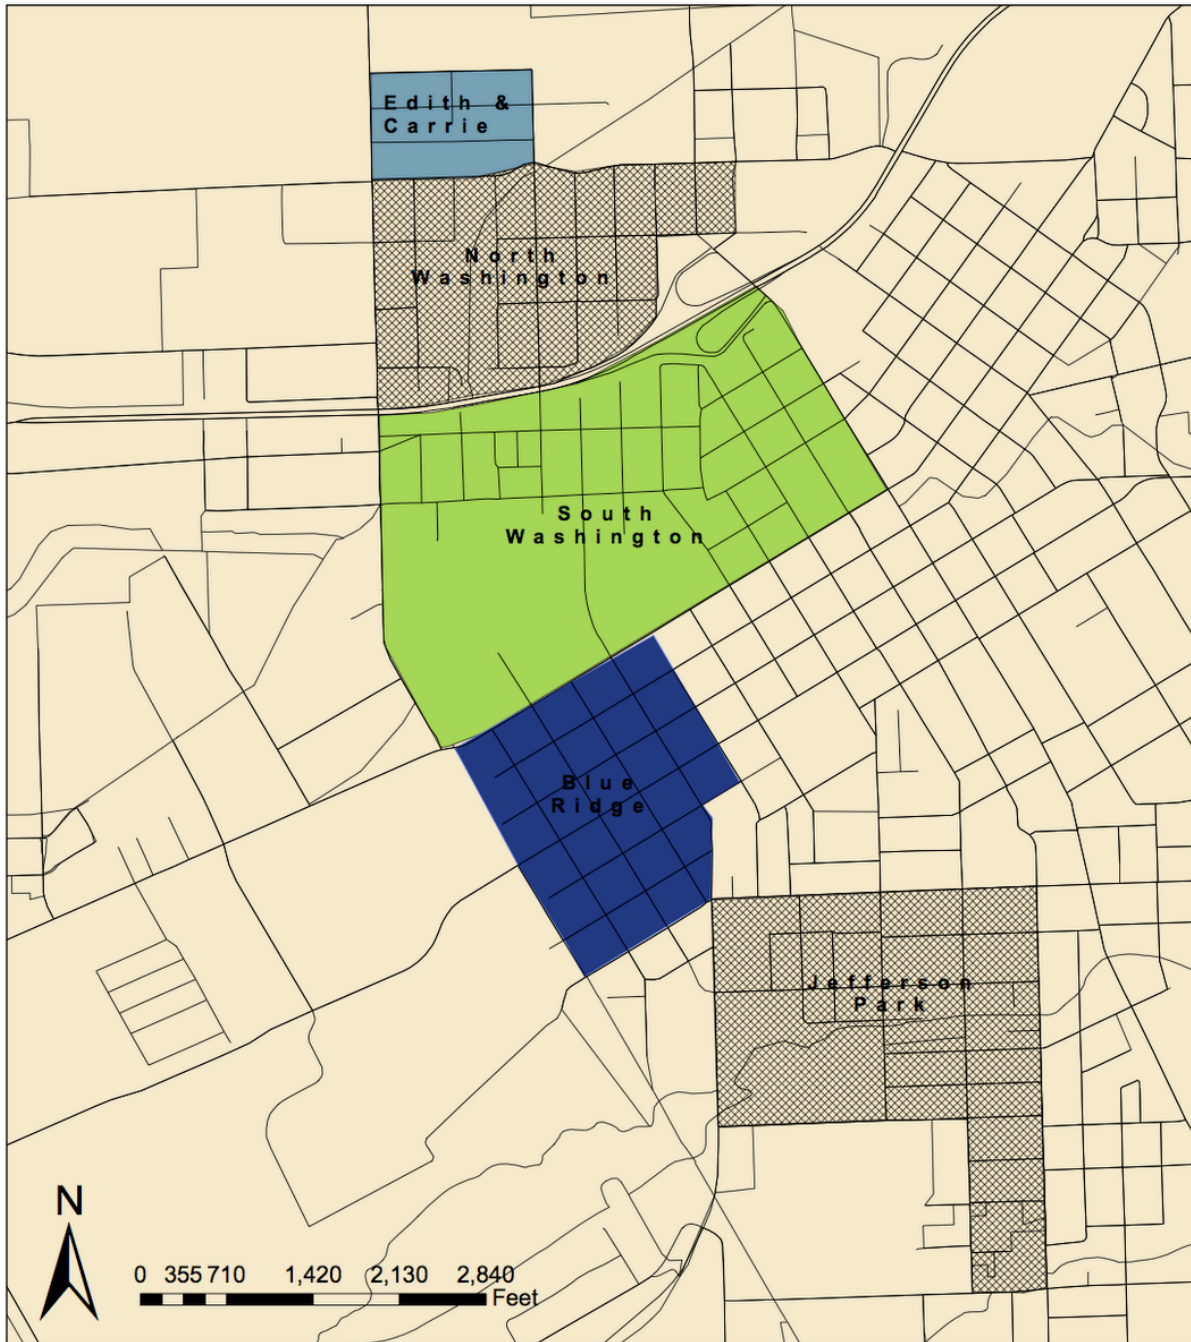 Edith &
Carrie
North
Washington
South
Washington
Blue
Ridge
Jefferson
Park
N
0 355 710 1,420 2,130 2,840
Feet